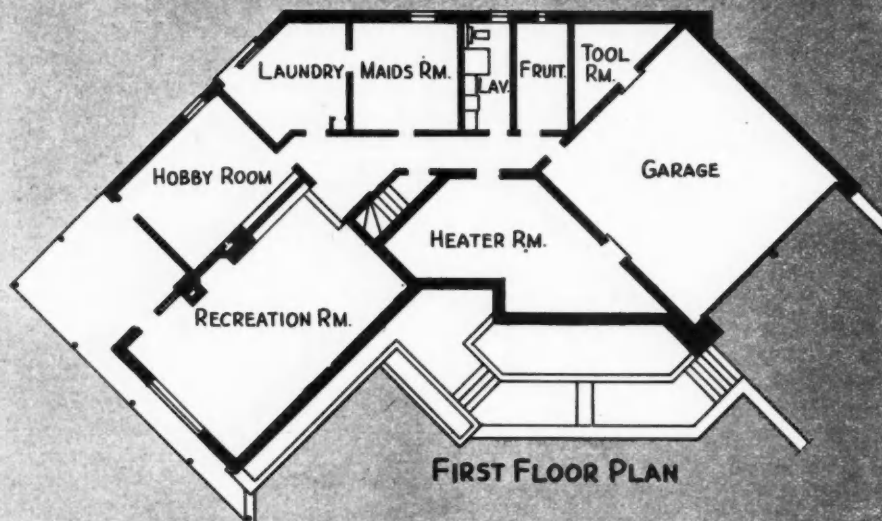 LAUNDRY
MAIDS RM.
LAV.
FRUIT.
TOOL
RM.
HOBBY ROOM
GARAGE
HEATER RM.
RECREATION RM.
FIRST FLOOR PLAN